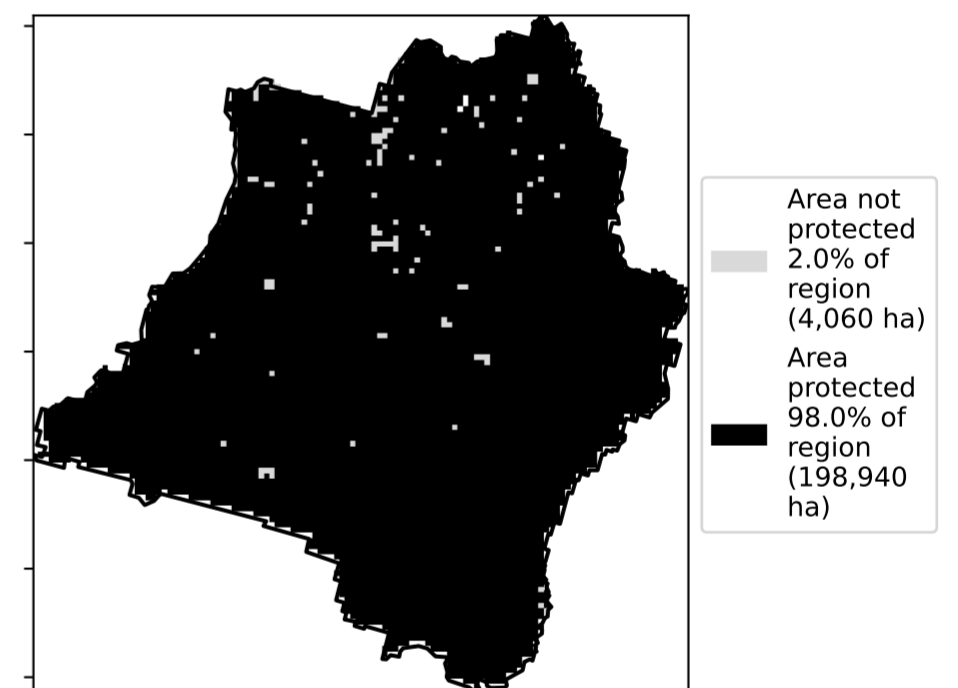 Area not
protected
2.0% of
region
(4,060 ha)
Area
protected
98.0% of
region
(198,940
ha)